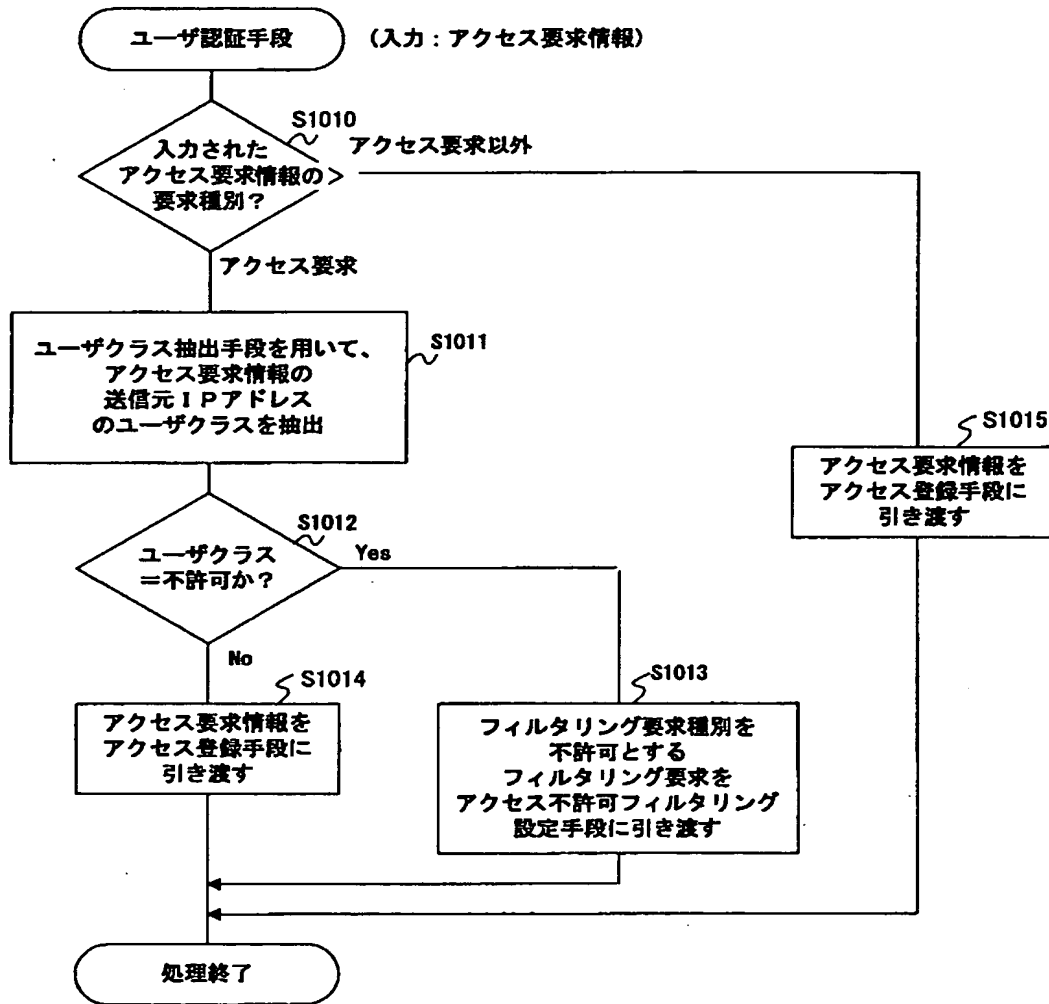 ユーザ認証手段
(入力:アクセス要求情報)
S1010
入力された
アクセス要求情報の
要求種別?
アクセス要求以外
アクセス要求
S1011
ユーザクラス抽出手段を用いて、
アクセス要求情報の
送信元IPアドレス
のユーザクラスを抽出
S1015
アクセス要求情報を
アクセス登録手段に
引き渡す
S1012
ユーザクラス
=不許可か?
Yes
No
S1014
アクセス要求情報を
アクセス登録手段に
引き渡す
S1013
フィルタリング要求種別を
不許可とする
フィルタリング要求を
アクセス不許可フィルタリング
設定手段に引き渡す
処理終了